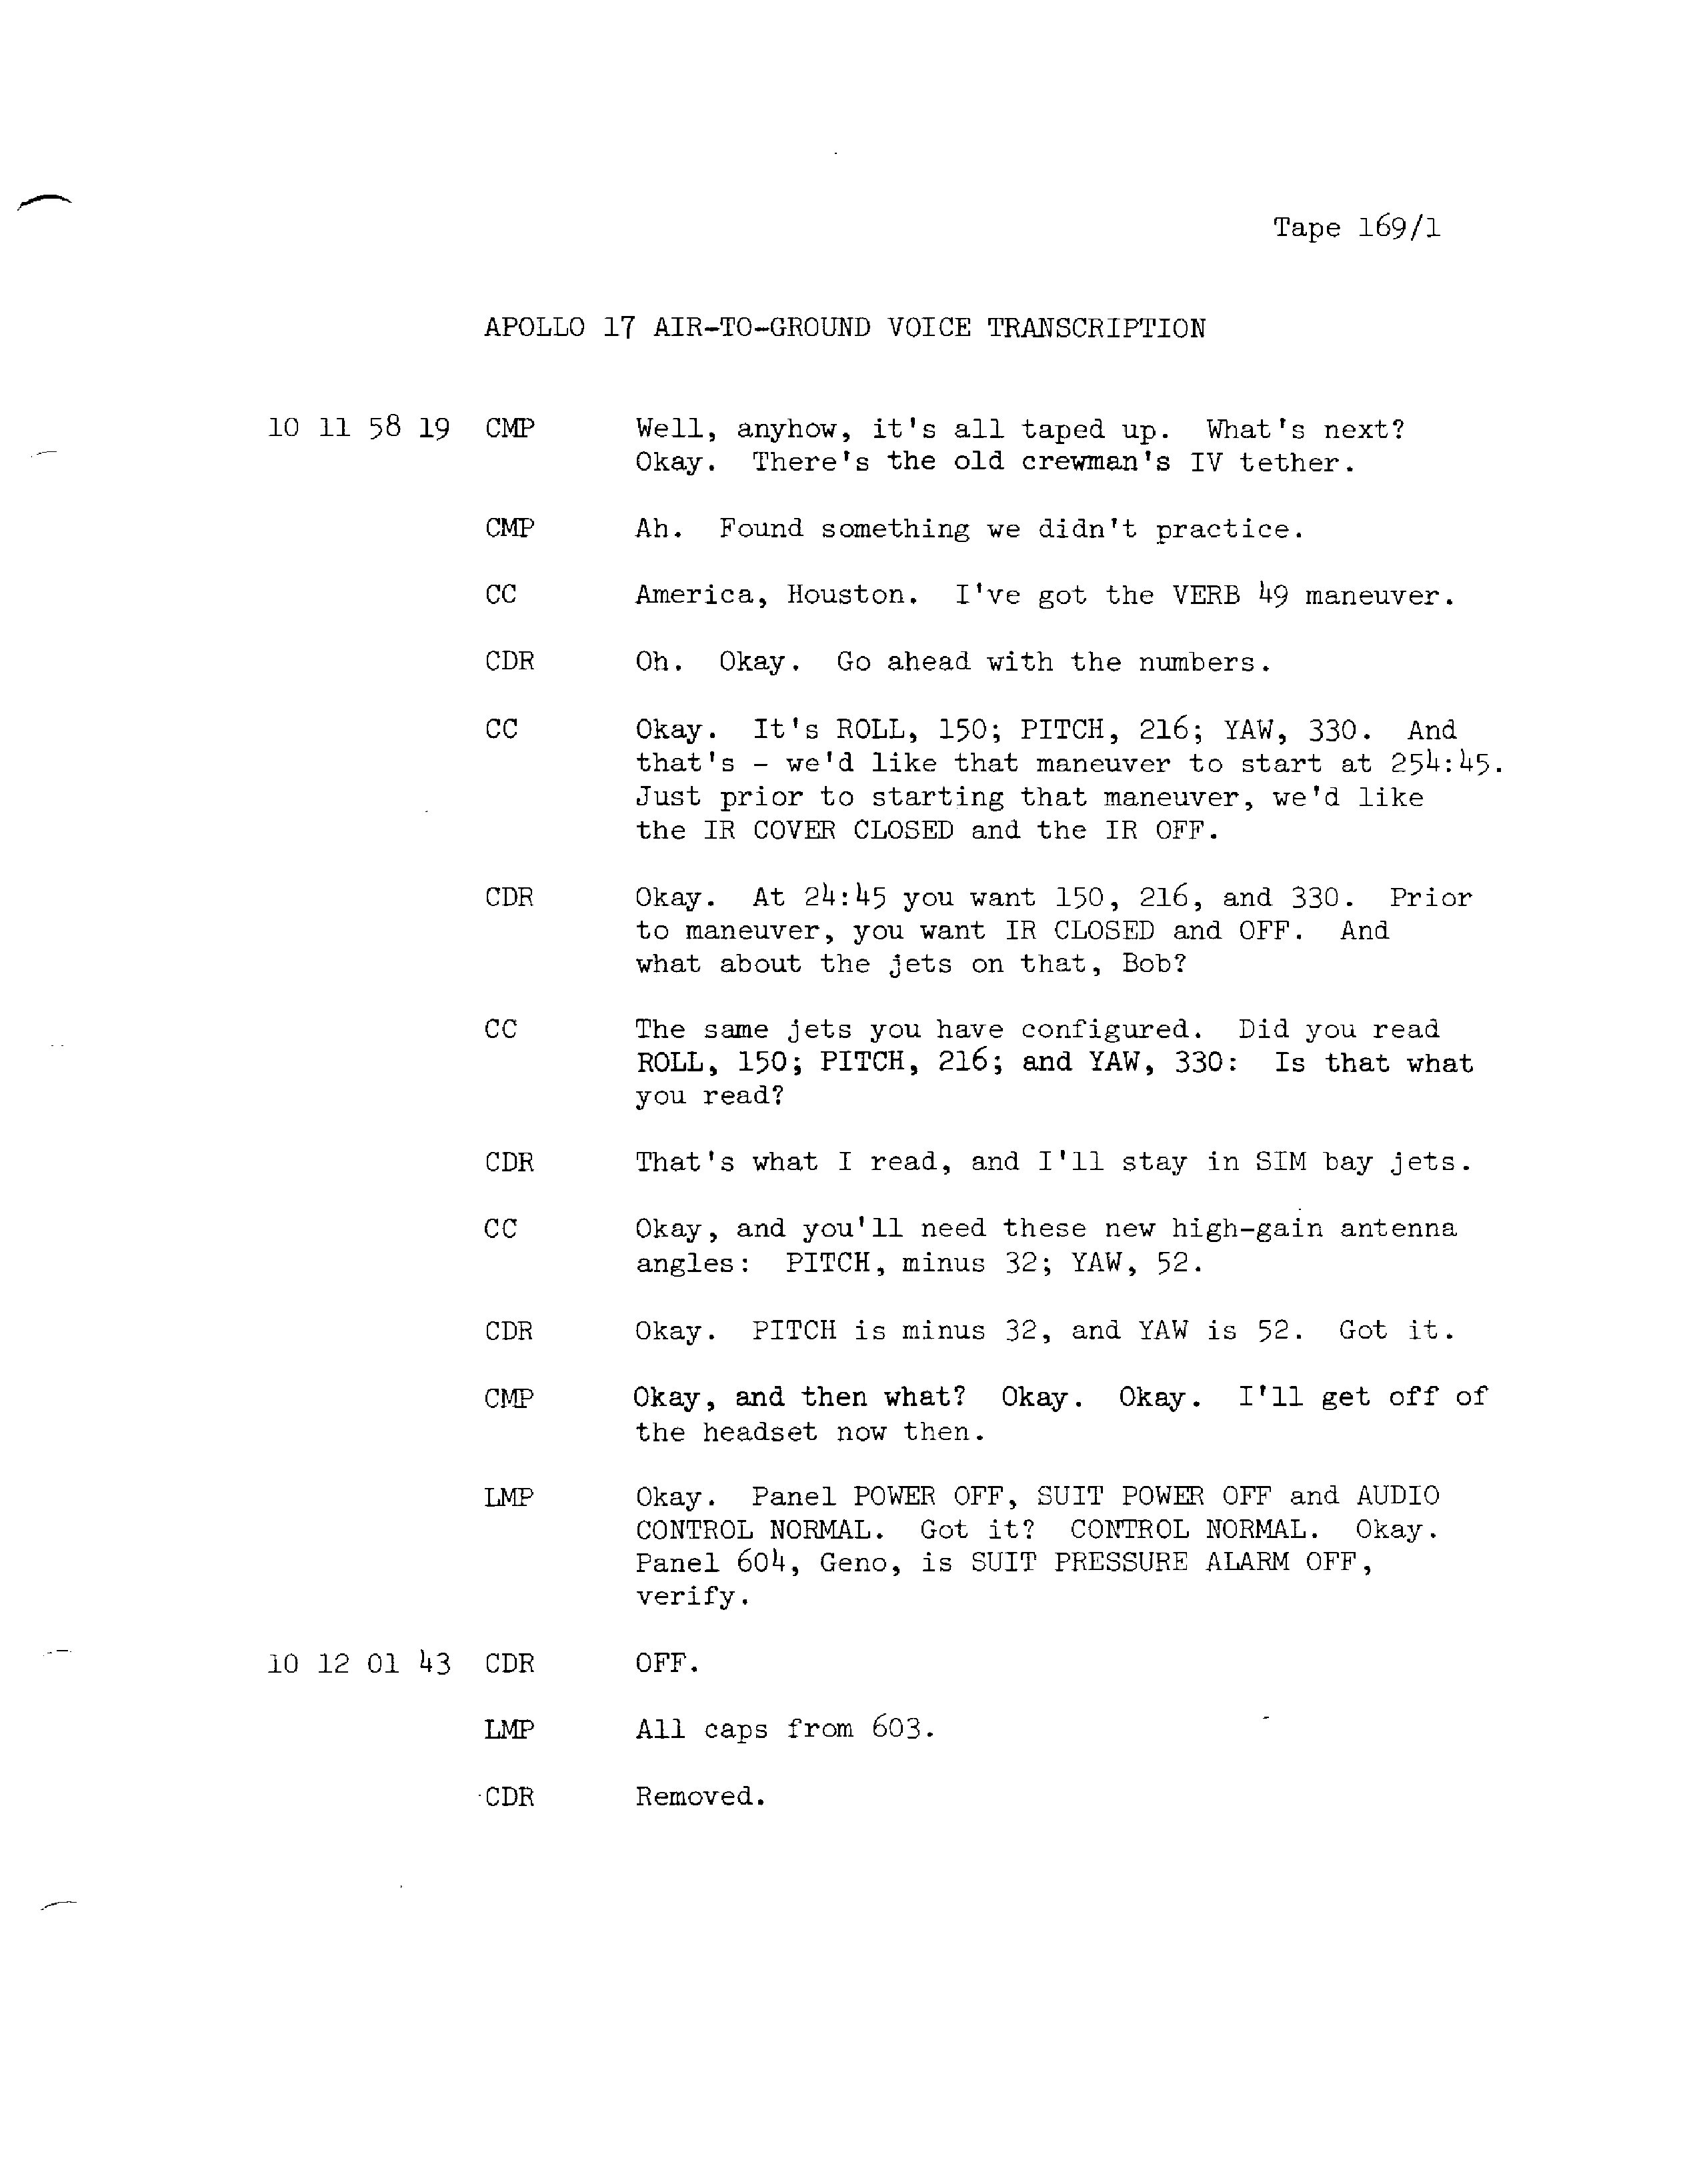 Tape 169/1
APOLLO 17 AIR-TO-GROUND VOICE TRANSCRIPTION
10 11 58 19 CMP Well, anyhow, it's all taped up. What's next?
Okay. There's the old crewman's IV tether.
CMP Ah. Found something we didn't practice.
CC America, Houston. I've got the VERB 49 maneuver.
CDR Oh. Okay. Go ahead with the numbers.
CC Okay. It's ROLL, 150; PITCH, 216; YAW, 330. And
that's - we'd like that maneuver to start at 254:45.
Just prior to starting that maneuver, we'd like
the IR COVER CLOSED and the IR OFF.
CDR Okay. At 24:45 you want 150, 216, and 330. Prior
to maneuver, you want IR CLOSED and OFF. And
what about the jets on that, Bob?
CC The same jets you have configured. Did you read
ROLL, 150; PITCH, 216; and YAW, 330: Is that what
you read?
CDR That's what I read, and I'll stay in SIM bay jets.
CC Okay, and you'll need these new high-gain antenna
angles: PITCH, minus 32; YAW, 52.
CDR Okay. PITCH is minus 32, and YAW is 52. Got it.
CMP Okay, and then what? Okay. Okay. I'll get off of
the headset now then.
LMP Okay. Panel POWER OFF, SUIT POWER OFF and AUDIO
CONTROL NORMAL. Got it? CONTROL NORMAL. Okay.
Panel 604, Geno, is SUIT PRESSURE ALARM OFF,
verify.
10 12 01 43 CDR OFF.
LMP All caps from 603.
CDR Removed.